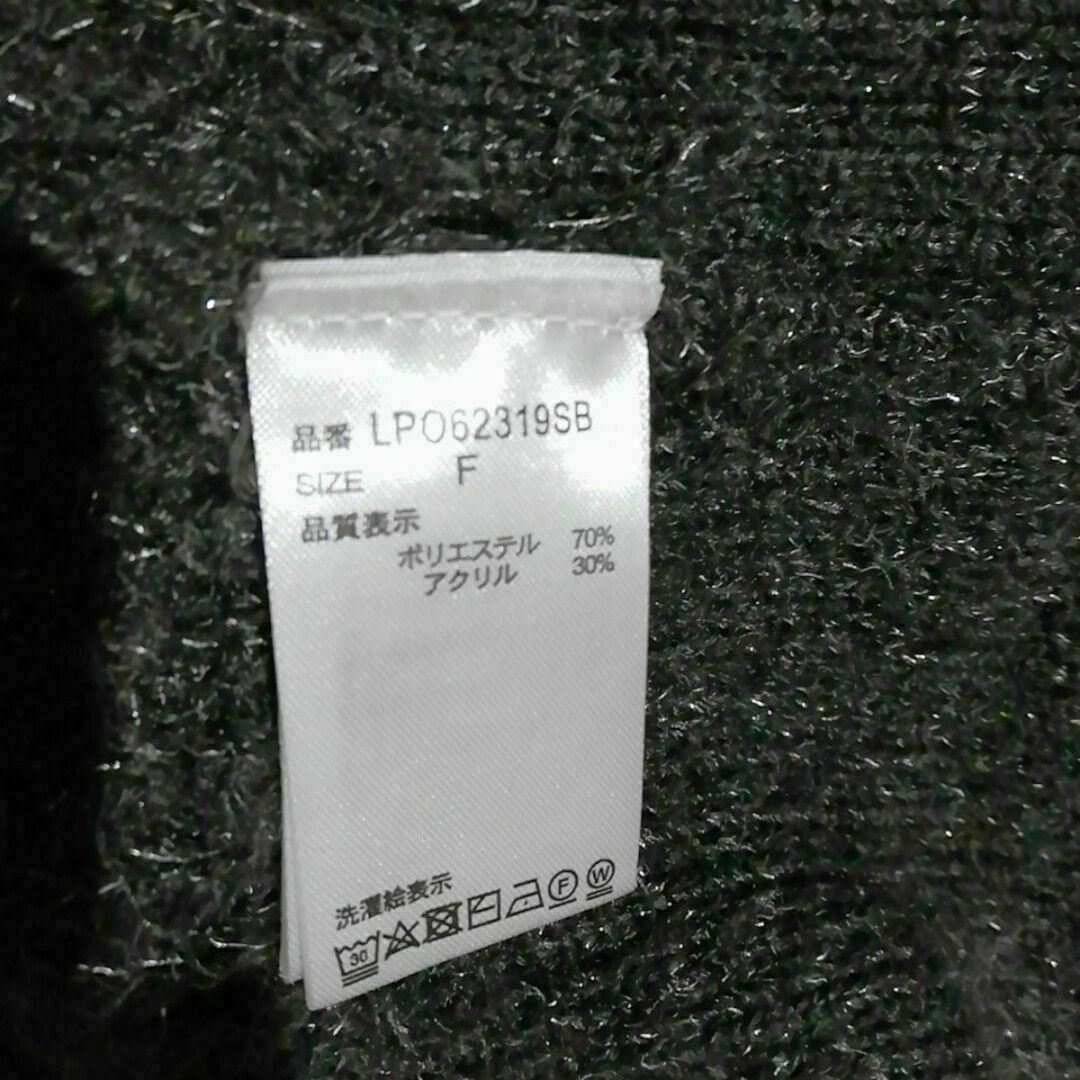 品番 LPO62319SB
SIZE F
品質表示
ポリエステル 70%
アクリル 30%
洗濯絵表示
30 F W